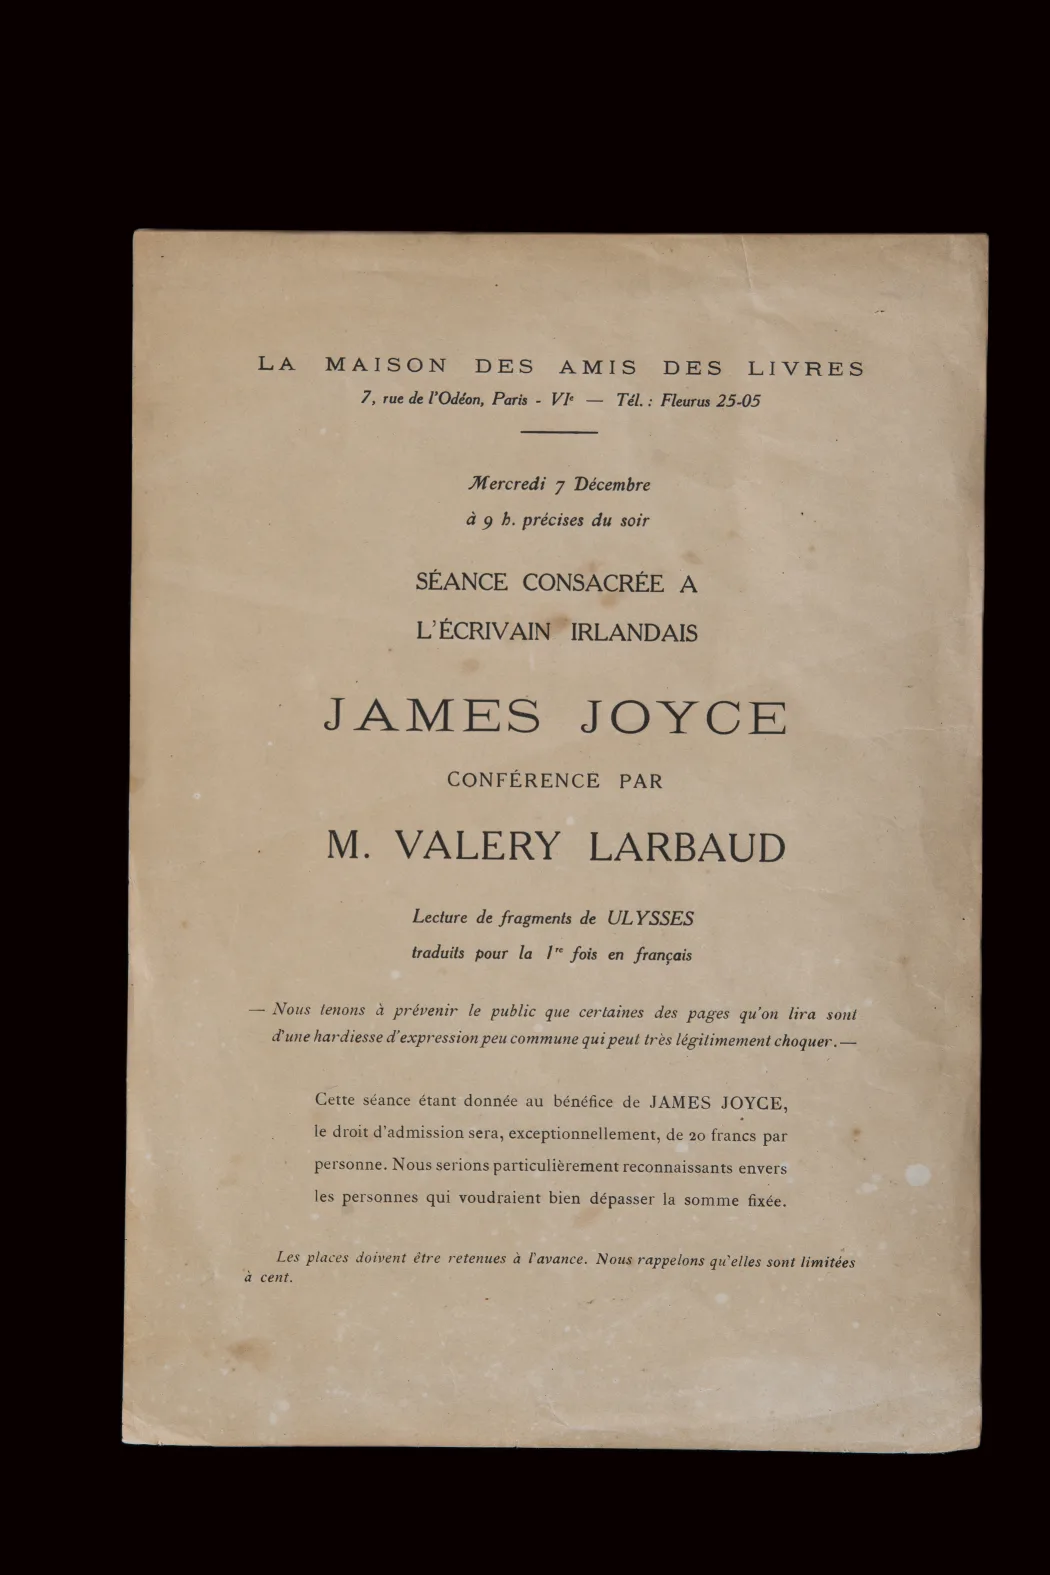 LA MAISON DES AMIS DES LIVRES
7, rue de l'Odéon, Paris - VIe — Tél. : Fleurus 25-05
Mercredi 7 Décembre
à 9 h. précises du soir
SÉANCE CONSACRÉE A
L'ÉCRIVAIN IRLANDAIS
JAMES JOYCE
CONFÉRENCE PAR
M. VALERY LARBAUD
Lecture de fragments de ULYSSES
traduits pour la 1re fois en français
— Nous tenons à prévenir le public que certaines des pages qu'on lira sont
d'une hardiesse d'expression peu commune qui peut très légitimement choquer. —
Cette séance étant donnée au bénéfice de JAMES JOYCE,
le droit d'admission sera, exceptionnellement, de 20 francs par
personne. Nous serions particulièrement reconnaissants envers
les personnes qui voudraient bien dépasser la somme fixée.
Les places doivent être retenues à l'avance. Nous rappelons qu'elles sont limitées
à cent.